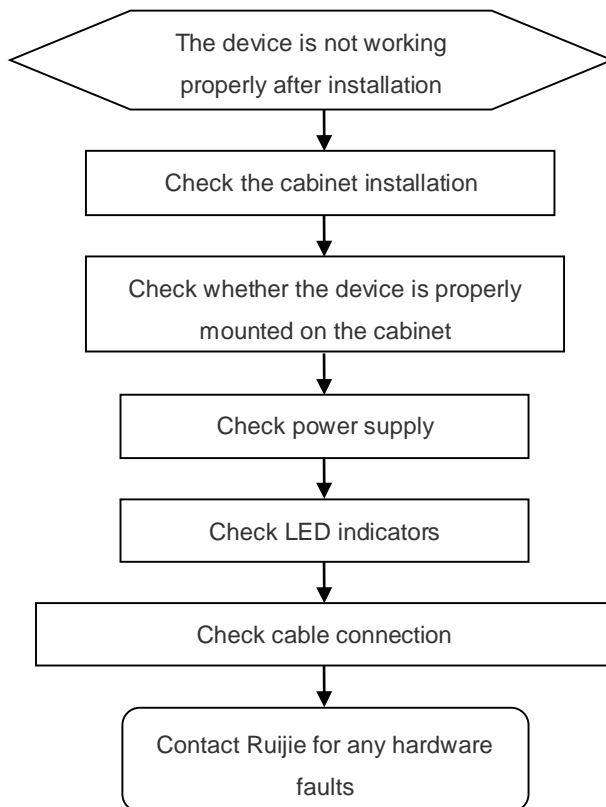 The device is not working
properly after installation
Check the cabinet installation
Check whether the device is properly
mounted on the cabinet
Check power supply
Check LED indicators
Check cable connection
Contact Ruijie for any hardware
faults